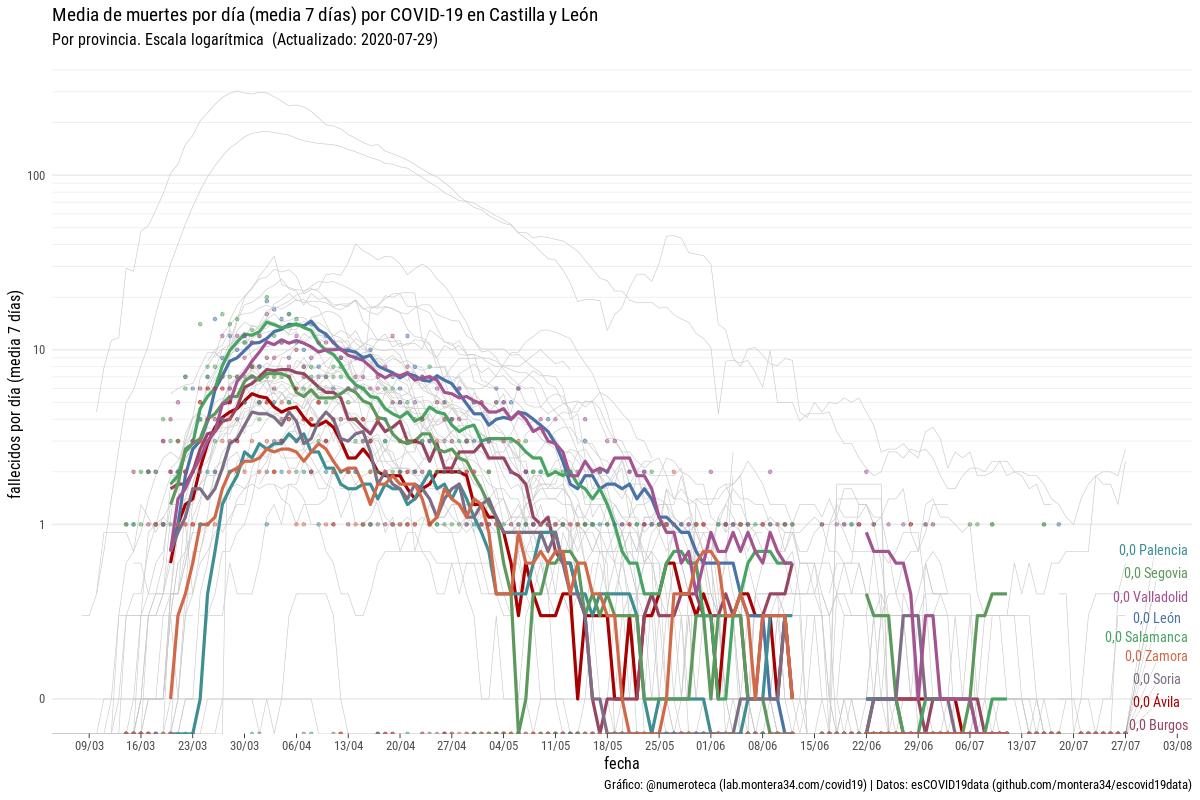 Media de muertes por día (media 7 días) por COVID-19 en Castilla y León
Por provincia. Escala logarítmica (Actualizado: 2020-07-29)
fallecidos por día (media 7 días)
100
10
1
0
0,0 Palencia
0,0 Segovia
0,0 Valladolid
0,0 León
0,0 Salamanca
0,0 Zamora
0,0 Soria
0,0 Ávila
0,0 Burgos
09/03 16/03 23/03 30/03 06/04 13/04 20/04 27/04 04/05 11/05 18/05 25/05 01/06 08/06 15/06 22/06 29/06 06/07 13/07 20/07 27/07 03/08
fecha
Gráfico: @numeroteca (lab.montera34.com/covid19) | Datos: esCOVID19data (github.com/montera34/escovid19data)